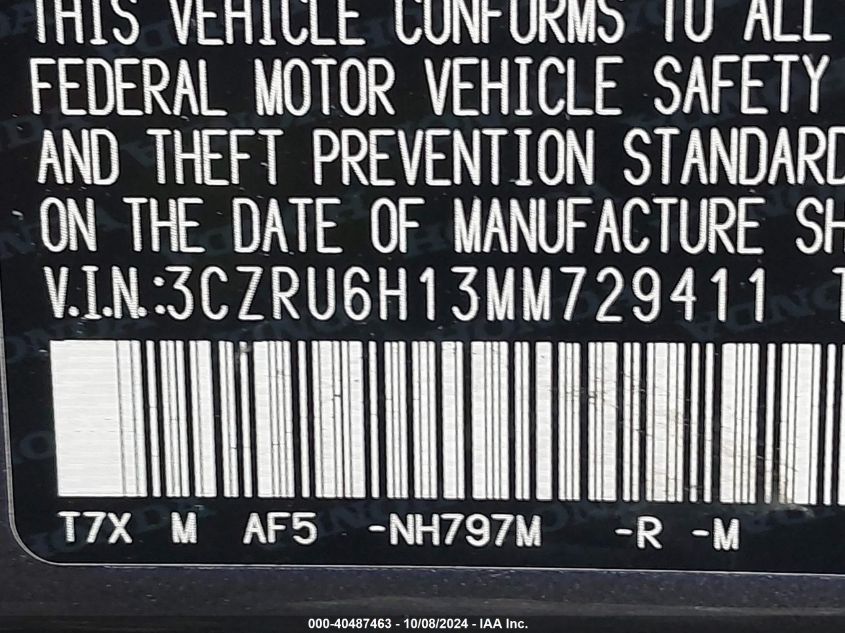 THIS VEHICLE CONFORMS TO ALL
FEDERAL MOTOR VEHICLE SAFETY
AND THEFT PREVENTION STANDARD
ON THE DATE OF MANUFACTURE SH
V.I.N.:3CZRU6H13MM729411 T
T7X M AF5 -NH797M -R -M
000-40487463 - 10/08/2024 - IAA Inc.